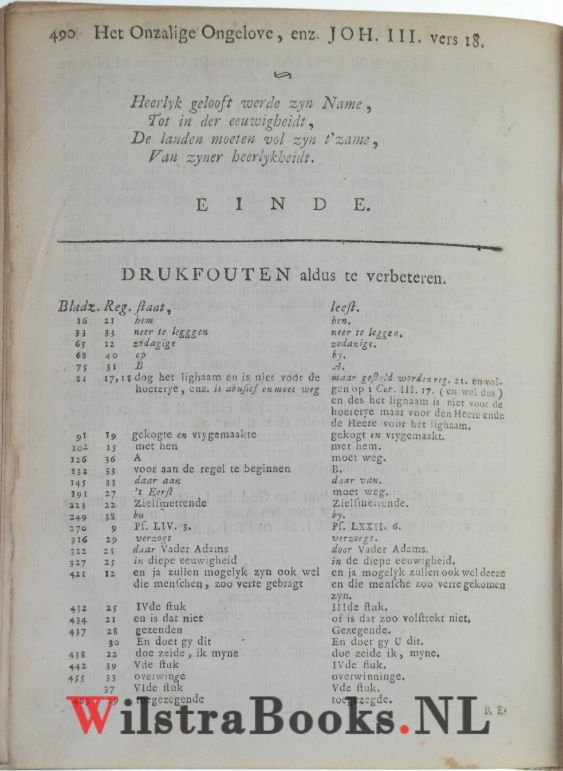 490 Het Onzalige Ongelove, enz. JOH. III. vers 18.
Heerlyk gelooft werde zyn Name,
Tot in der eeuwigheidt,
De landen moeten vol zyn t'zame,
Van zyner heerlykheidt.
EINDE.
DRUKFOUTEN aldus te verbeteren.
Bladz. Reg. ſtaat, leeſt.
16 21 hem hen.
33 33 neer te legggen neer te leggen.
65 12 zodagige zodanige.
68 40 op by.
75 31 B A.
81 17,18 dog het lighaam en is niet voor de maar geſteld worden reg. 21. en vol-
hoererye, enz. is abuſief en moet weg gen op 1 Cor. III. 17. (en wel dus)
en des het lighaam is niet voor de
hoererye maar voor den Heere ende
de Heere voor het lighaam.
91 19 gekogte en vrygemaakte gekogt en vrygemaakt.
102 15 met hen met hem.
126 36 A moet weg.
132 33 voor aan de regel te beginnen B.
145 33 daar aan daar van.
191 27 't Eerſt moet weg.
223 22 Zielſmettende Zielſmertende.
249 38 bu by.
270 9 Pſ. LIV. 3. Pſ. LXXII. 6.
316 29 verzogt verzorgt.
322 21 daar Vader Adams door Vader Adams.
327 25 in diepe eeuwigheid in de diepe eeuwigheid.
421 12 en ja zullen mogelyk zyn ook wel en ja mogelyk zullen ook wel deeze
die menſchen, zoo verre gebragt en die menſche zoo verre gekomen
zyn.
432 25 IVde ſtuk IIIde ſtuk.
434 21 en is dat niet of is dat zoo volſtrekt niet.
437 28 gezenden Gezegende.
30 En doet gy dit En doet gy U dit.
438 22 doe zeide, ik myne doe zeide ik, myne.
442 39 Vde ſtuk IVde ſtuk.
455 33 overwinge overwinninge.
37 VIde ſtuk Vde ſtuk.
toegezegende toegezegde.
RE-
WilstraBooks.NL